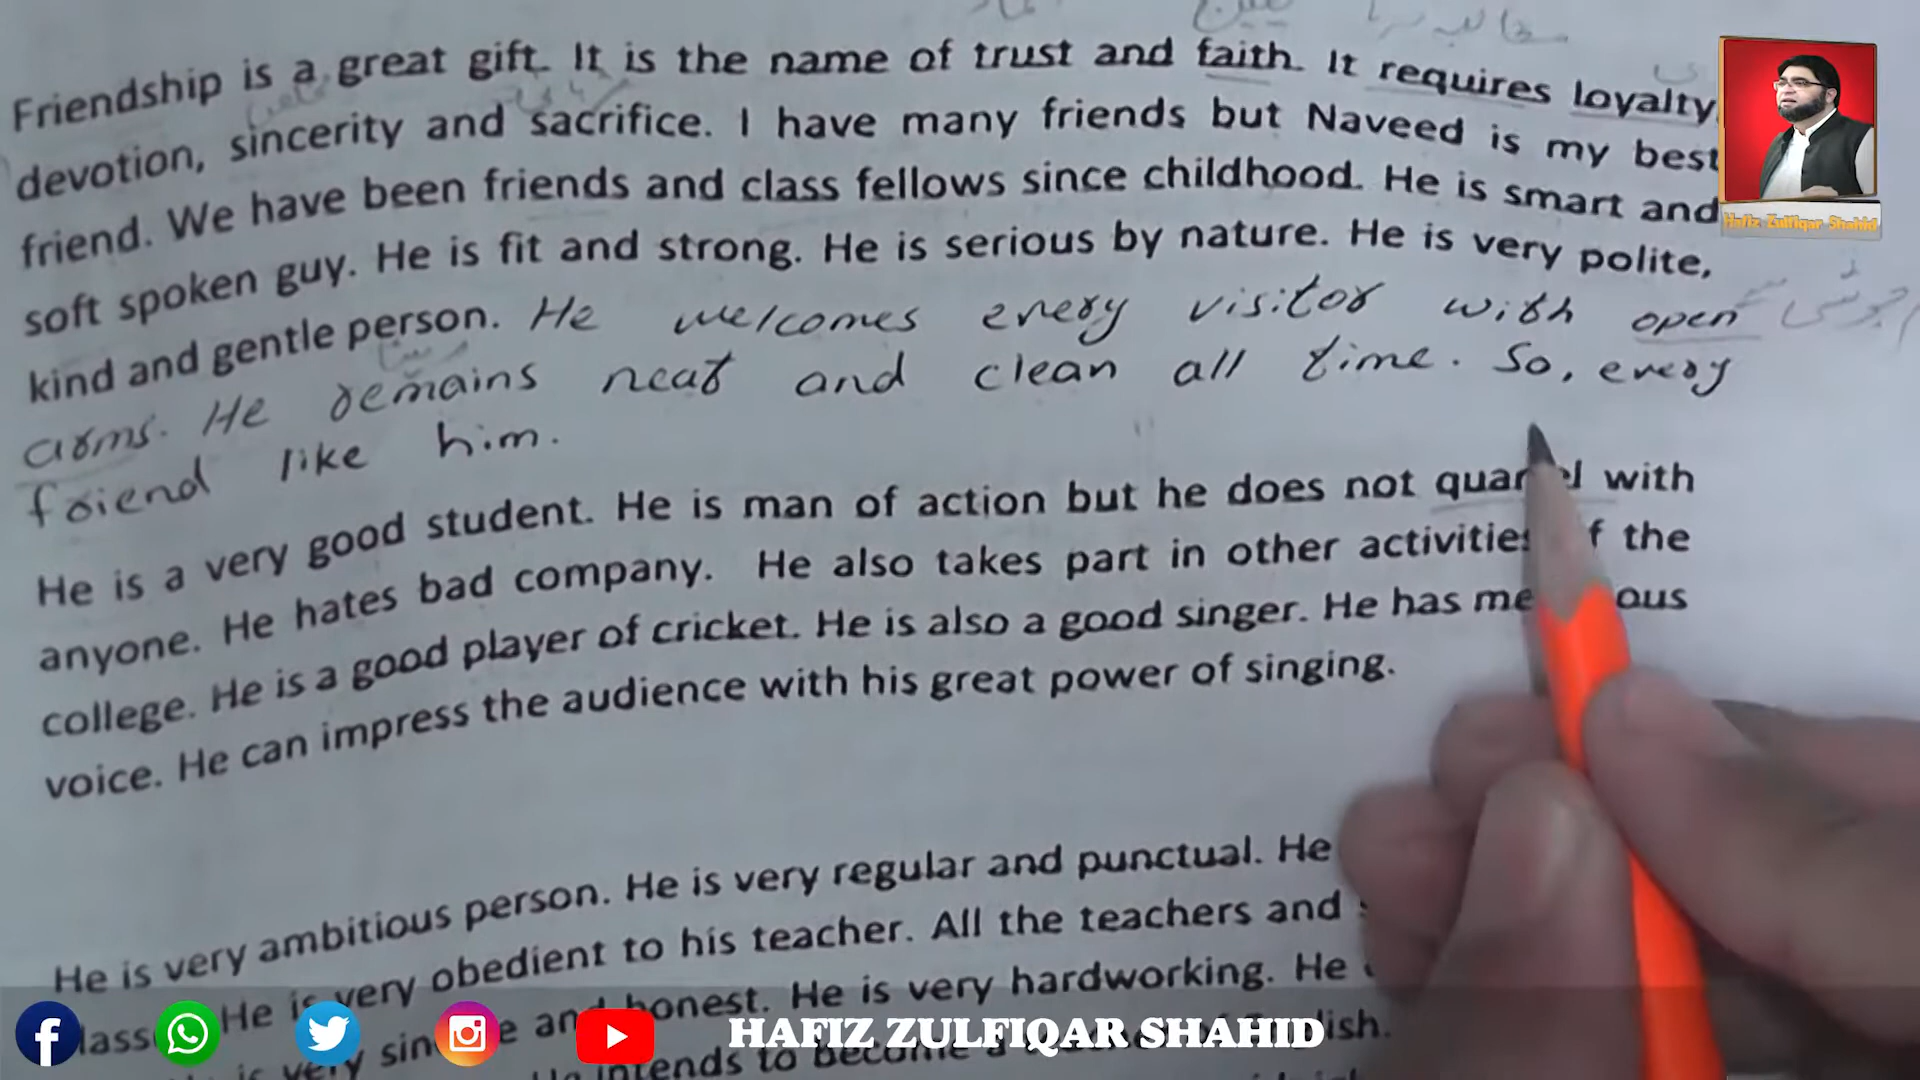 Friendship is a great gift. It is the name of trust and faith. It requires loyalty,
devotion, sincerity and sacrifice. I have many friends but Naveed is my best
friend. We have been friends and class fellows since childhood. He is smart and
soft spoken guy. He is fit and strong. He is serious by nature. He is very polite,
kind and gentle person. He welcomes every visitor with open
arms. He remains neat and clean all time. So, every
friend like him.
He is a very good student. He is man of action but he does not with
anyone. He hates bad company. He also takes part in other activities the
college. He is a good player of cricket. He is also a good singer. He has
voice. He can impress the audience with his great power of singing.
He is very ambitious person. He is very regular and punctual. He
He is very obedient to his teacher. All the teachers and
and honest. He is very hardworking. He
Hafiz Zulfiqar Shahid
HAFIZ ZULFIQAR SHAHID